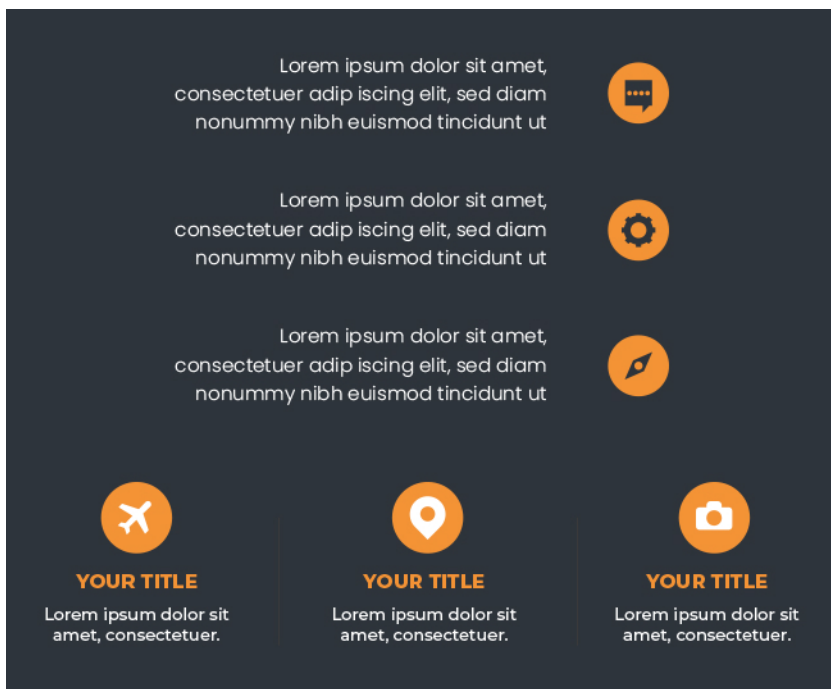 Lorem ipsum dolor sit amet,
consectetuer adip iscing elit, sed diam
nonummy nibh euismod tincidunt ut
Lorem ipsum dolor sit amet,
consectetuer adip iscing elit, sed diam
nonummy nibh euismod tincidunt ut
Lorem ipsum dolor sit amet,
consectetuer adip iscing elit, sed diam
nonummy nibh euismod tincidunt ut
YOUR TITLE
Lorem ipsum dolor sit
amet, consectetuer.
YOUR TITLE
Lorem ipsum dolor sit
amet, consectetuer.
YOUR TITLE
Lorem ipsum dolor sit
amet, consectetuer.